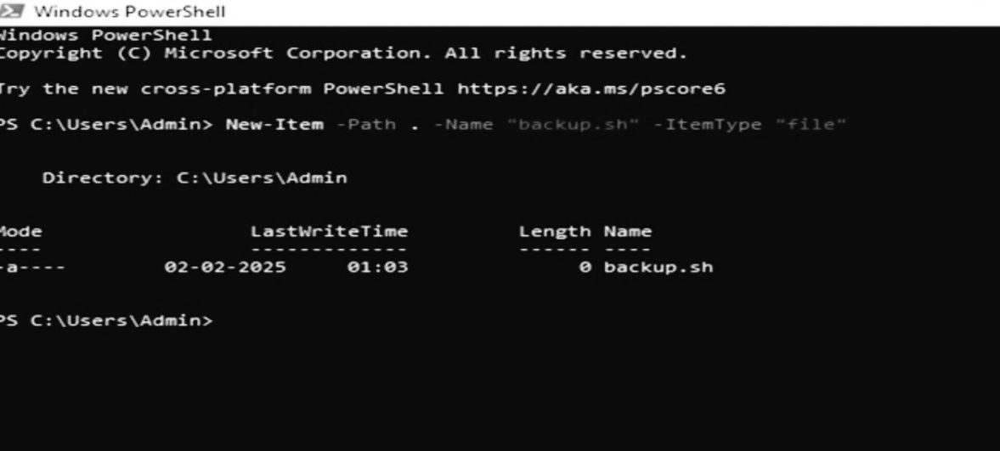 Windows PowerShell
Windows PowerShell
Copyright (C) Microsoft Corporation. All rights reserved.
Try the new cross-platform PowerShell https://aka.ms/pscore6
PS C:\Users\Admin> New-Item -Path . -Name "backup.sh" -ItemType "file"
Directory: C:\Users\Admin
Mode LastWriteTime Length Name
---- ------------- ------ ----
-a---- 02-02-2025 01:03 0 backup.sh
PS C:\Users\Admin>